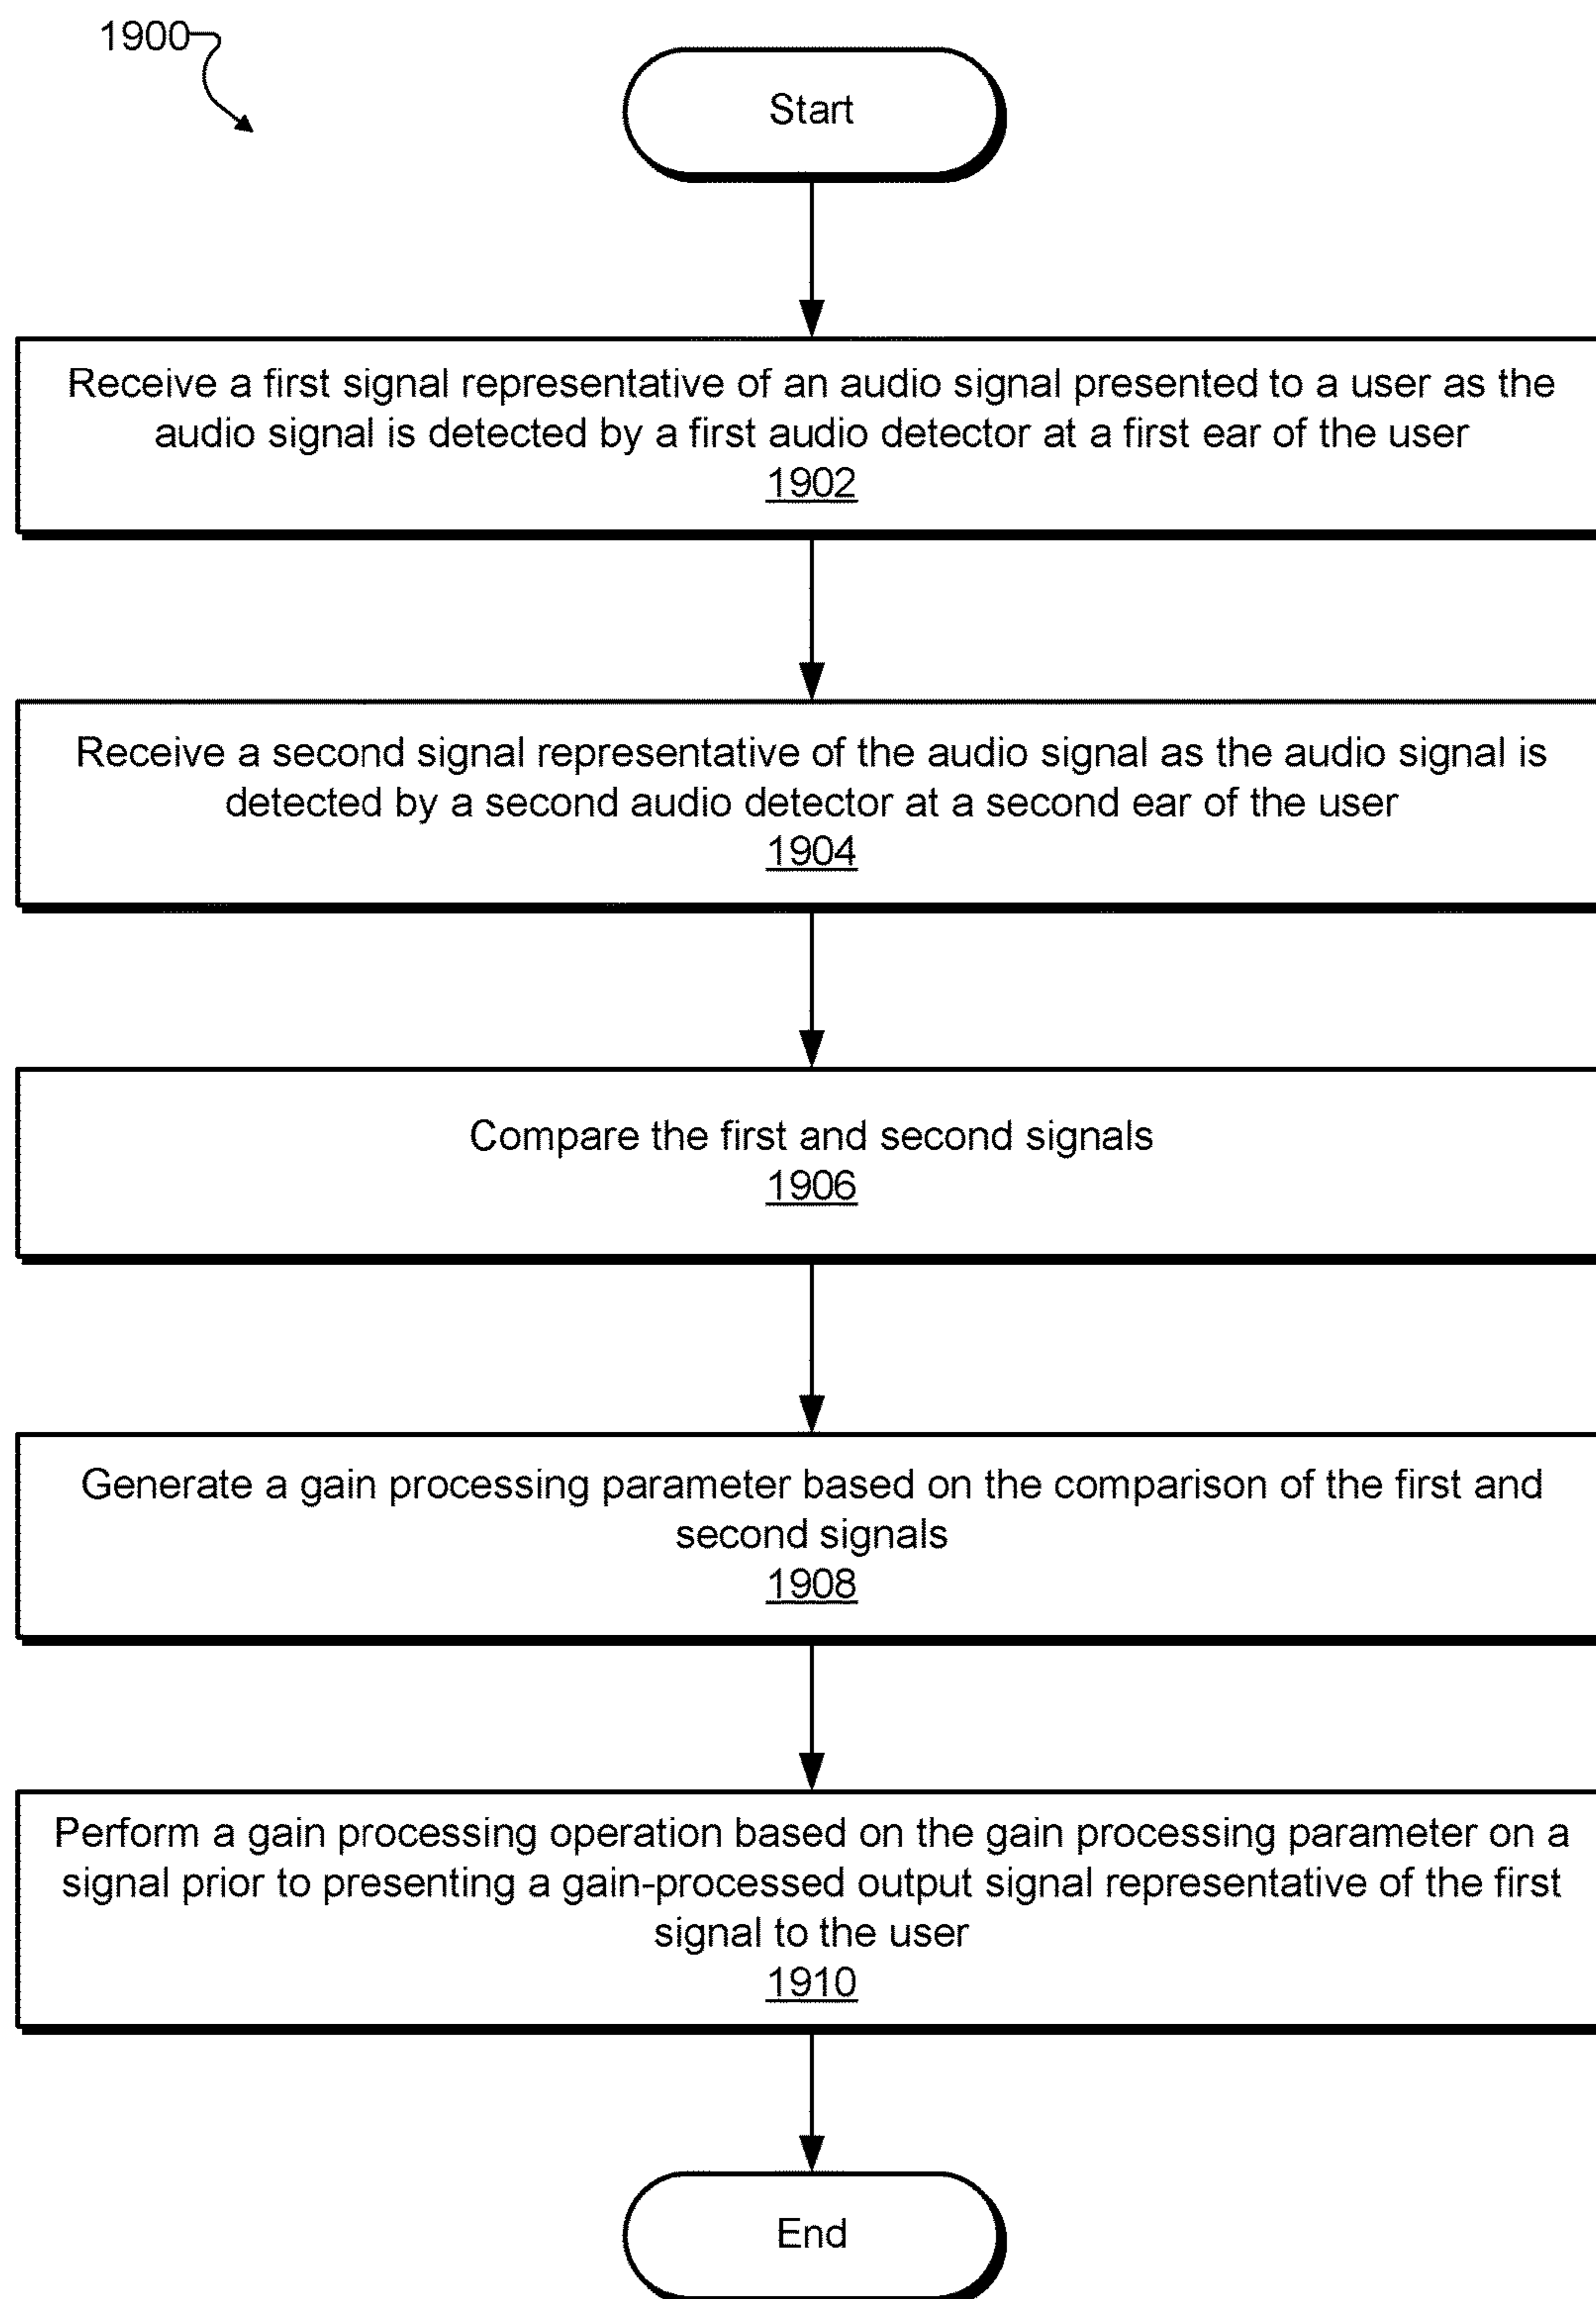 1900
Start
Receive a first signal representative of an audio signal presented to a user as the
audio signal is detected by a first audio detector at a first ear of the user
1902
Receive a second signal representative of the audio signal as the audio signal is
detected by a second audio detector at a second ear of the user
1904
Compare the first and second signals
1906
Generate a gain processing parameter based on the comparison of the first and
second signals
1908
Perform a gain processing operation based on the gain processing parameter on a
signal prior to presenting a gain-processed output signal representative of the first
signal to the user
1910
End